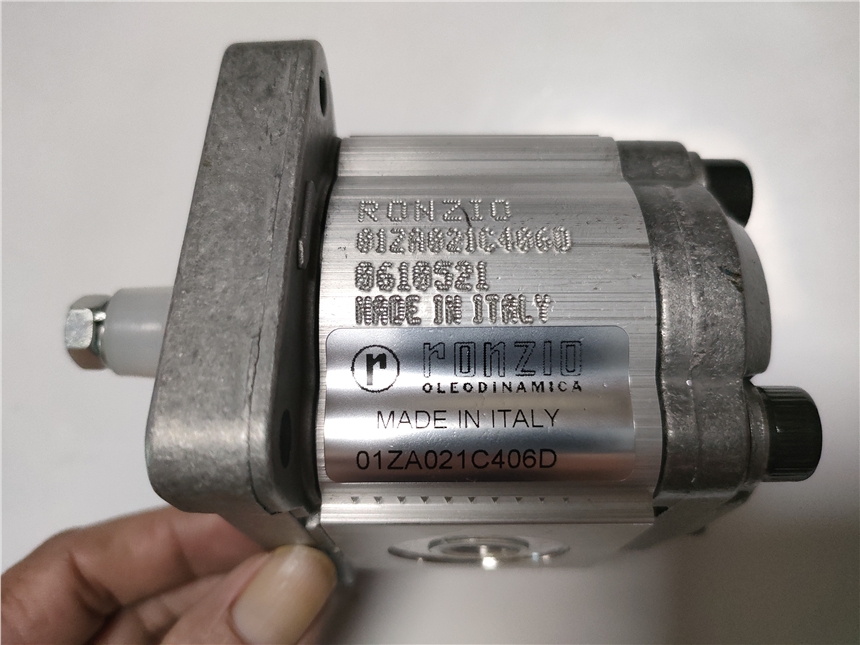 RONZIO
01ZA021C406D
0610521
MADE IN ITALY
r ronzio
OLEODINAMICA
MADE IN ITALY
01ZA021C406D